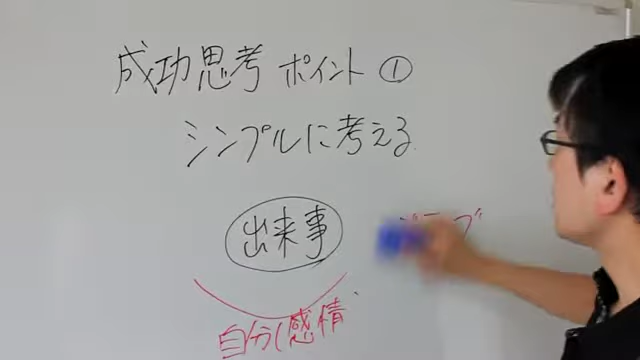 成功思考 ポイント ①
シンプルに考える
出来事
自分(感情